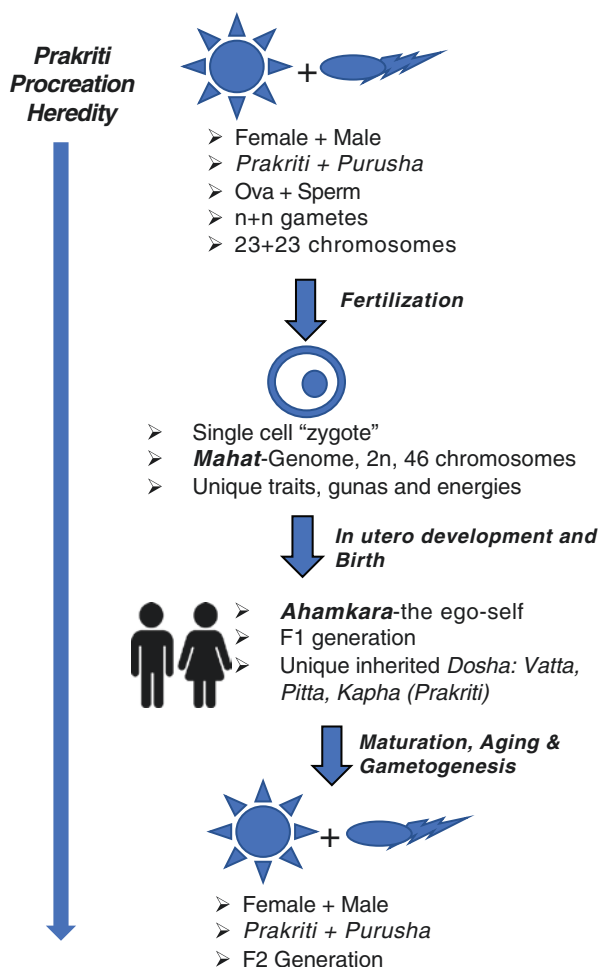 Prakriti
Procreation
Heredity
+
➢ Female + Male
➢ Prakriti + Purusha
➢ Ova + Sperm
➢ n+n gametes
➢ 23+23 chromosomes
Fertilization
➢ Single cell “zygote”
➢ Mahat-Genome, 2n, 46 chromosomes
➢ Unique traits, gunas and energies
In utero development and
Birth
➢ Ahamkara-the ego-self
➢ F1 generation
➢ Unique inherited Dosha: Vatta,
Pitta, Kapha (Prakriti)
Maturation, Aging &
Gametogenesis
+
➢ Female + Male
➢ Prakriti + Purusha
➢ F2 Generation